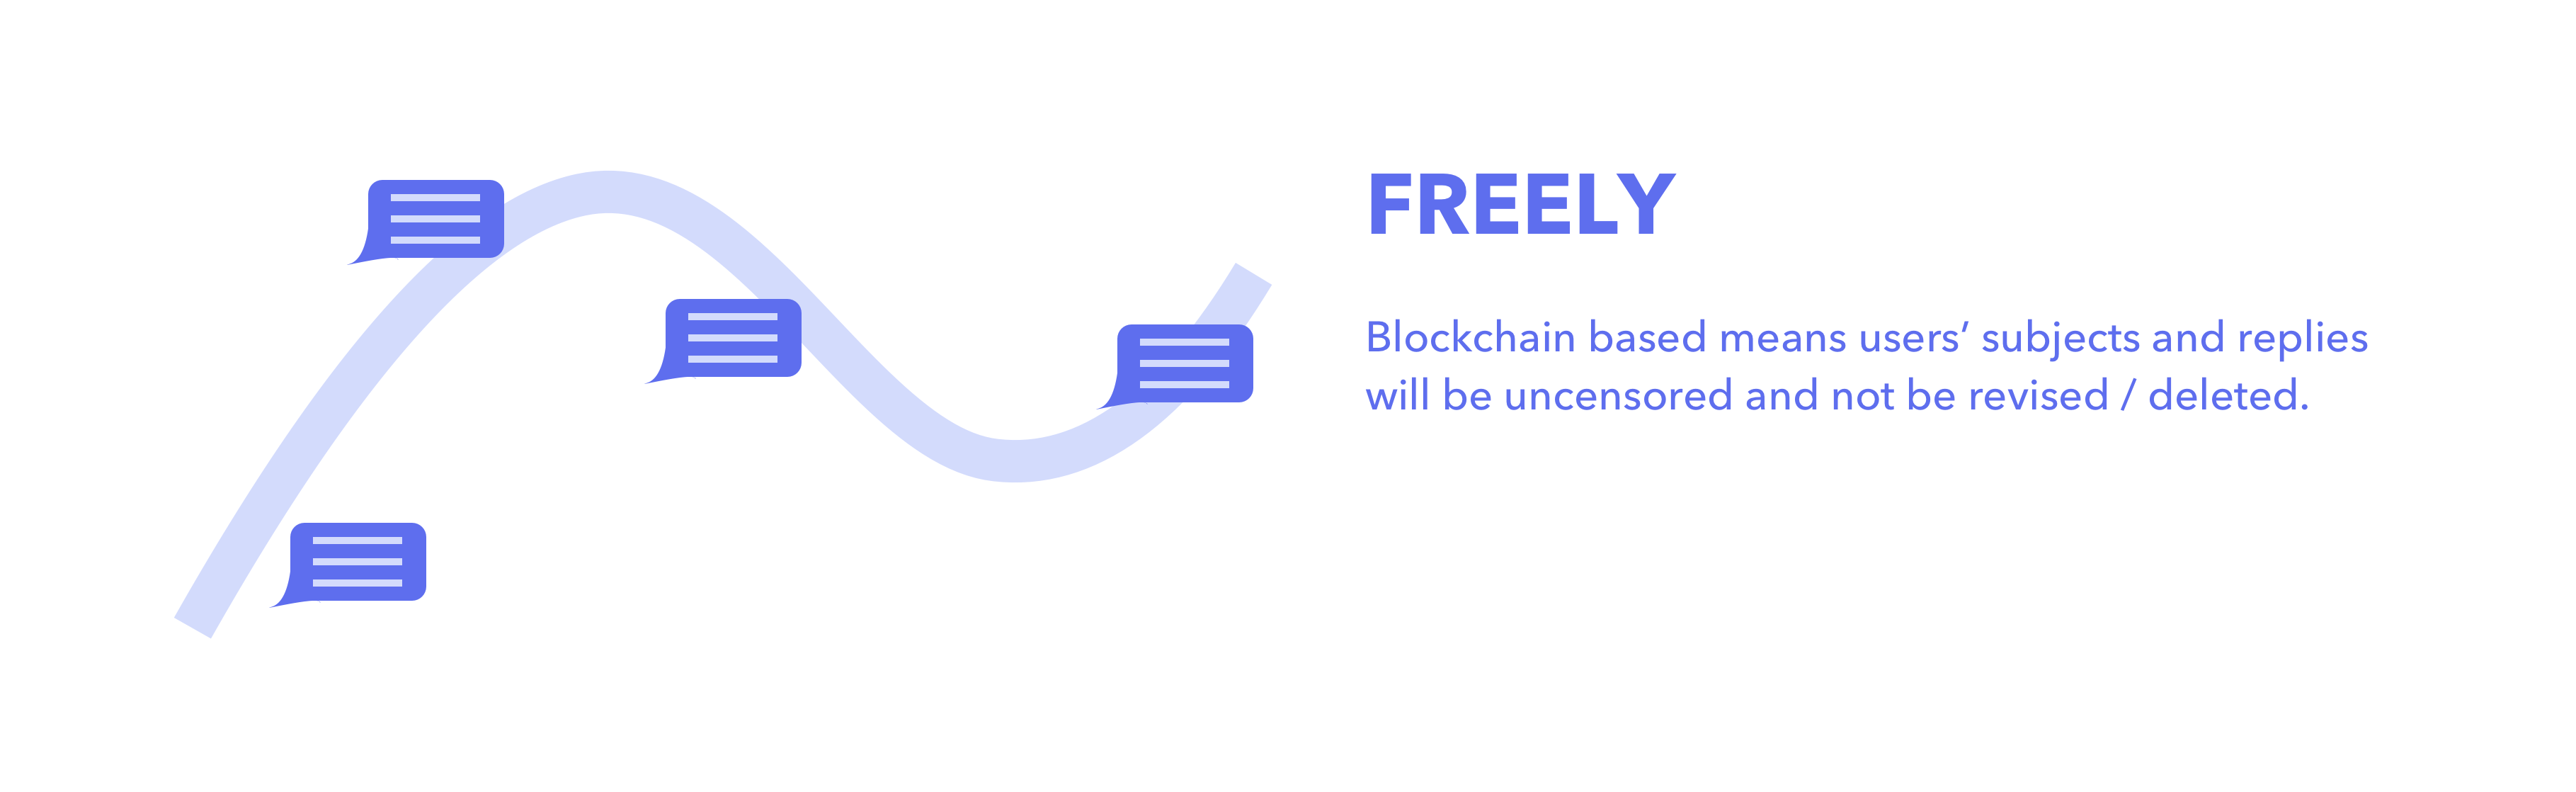 FREELY
Blockchain based means users’ subjects and replies
will be uncensored and not be revised / deleted.